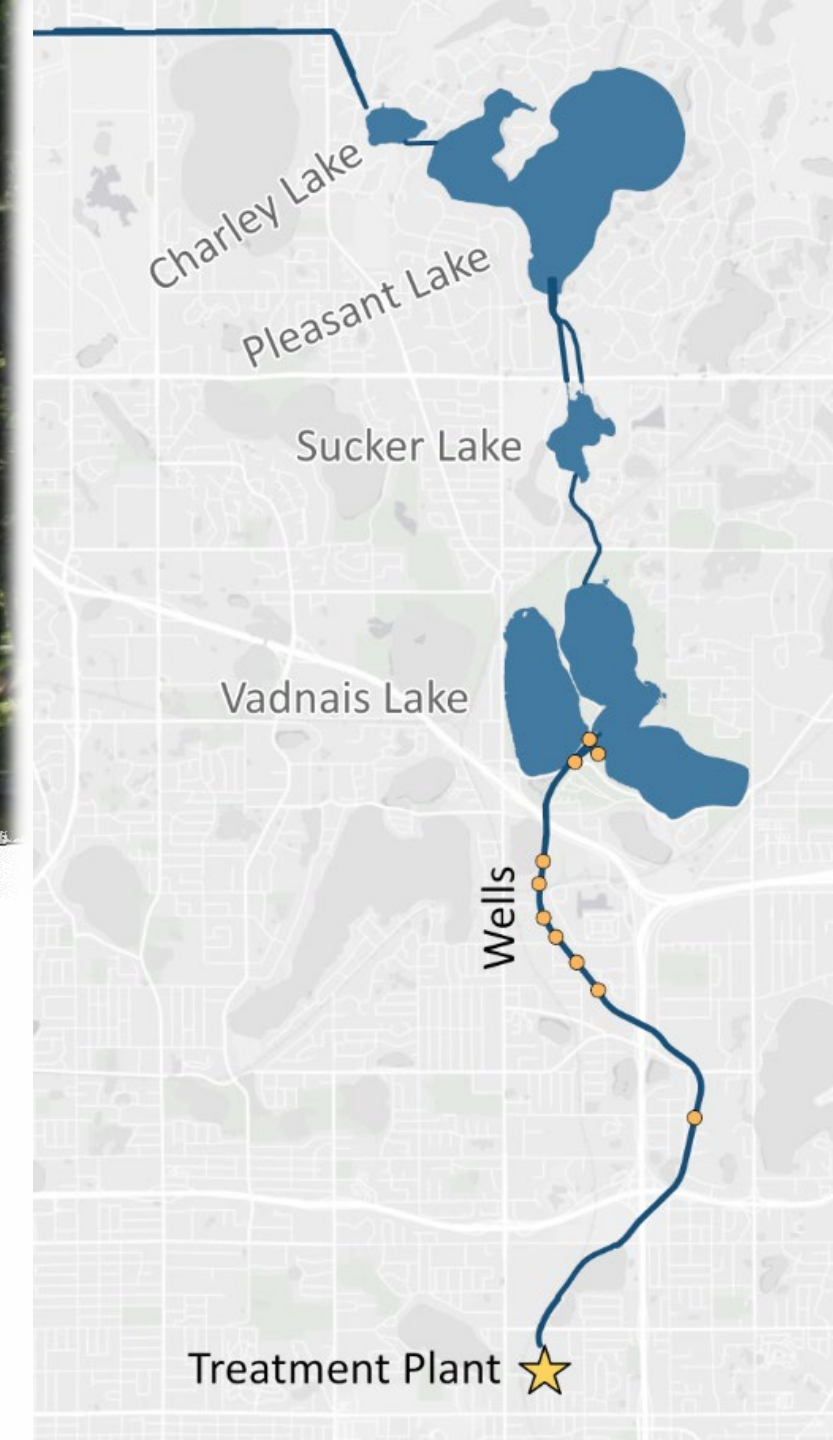 Charley Lake
Pleasant Lake
Sucker Lake
Vadnais Lake
Wells
Treatment Plant